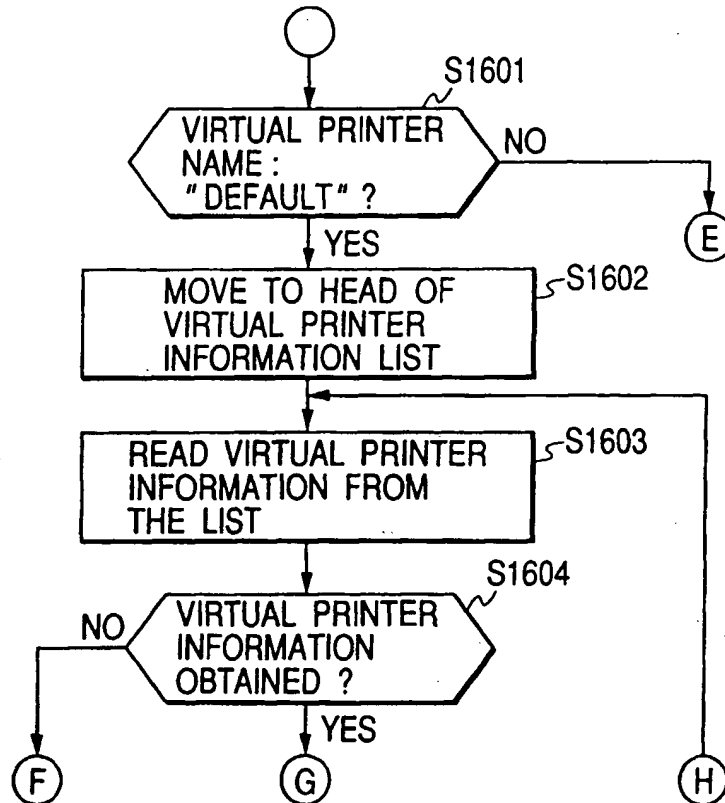 S1601
VIRTUAL PRINTER
NAME :
"DEFAULT" ?
NO
E
YES
MOVE TO HEAD OF
VIRTUAL PRINTER
INFORMATION LIST
S1602
READ VIRTUAL PRINTER
INFORMATION FROM
THE LIST
S1603
S1604
VIRTUAL PRINTER
INFORMATION
OBTAINED ?
NO
YES
F
G
H